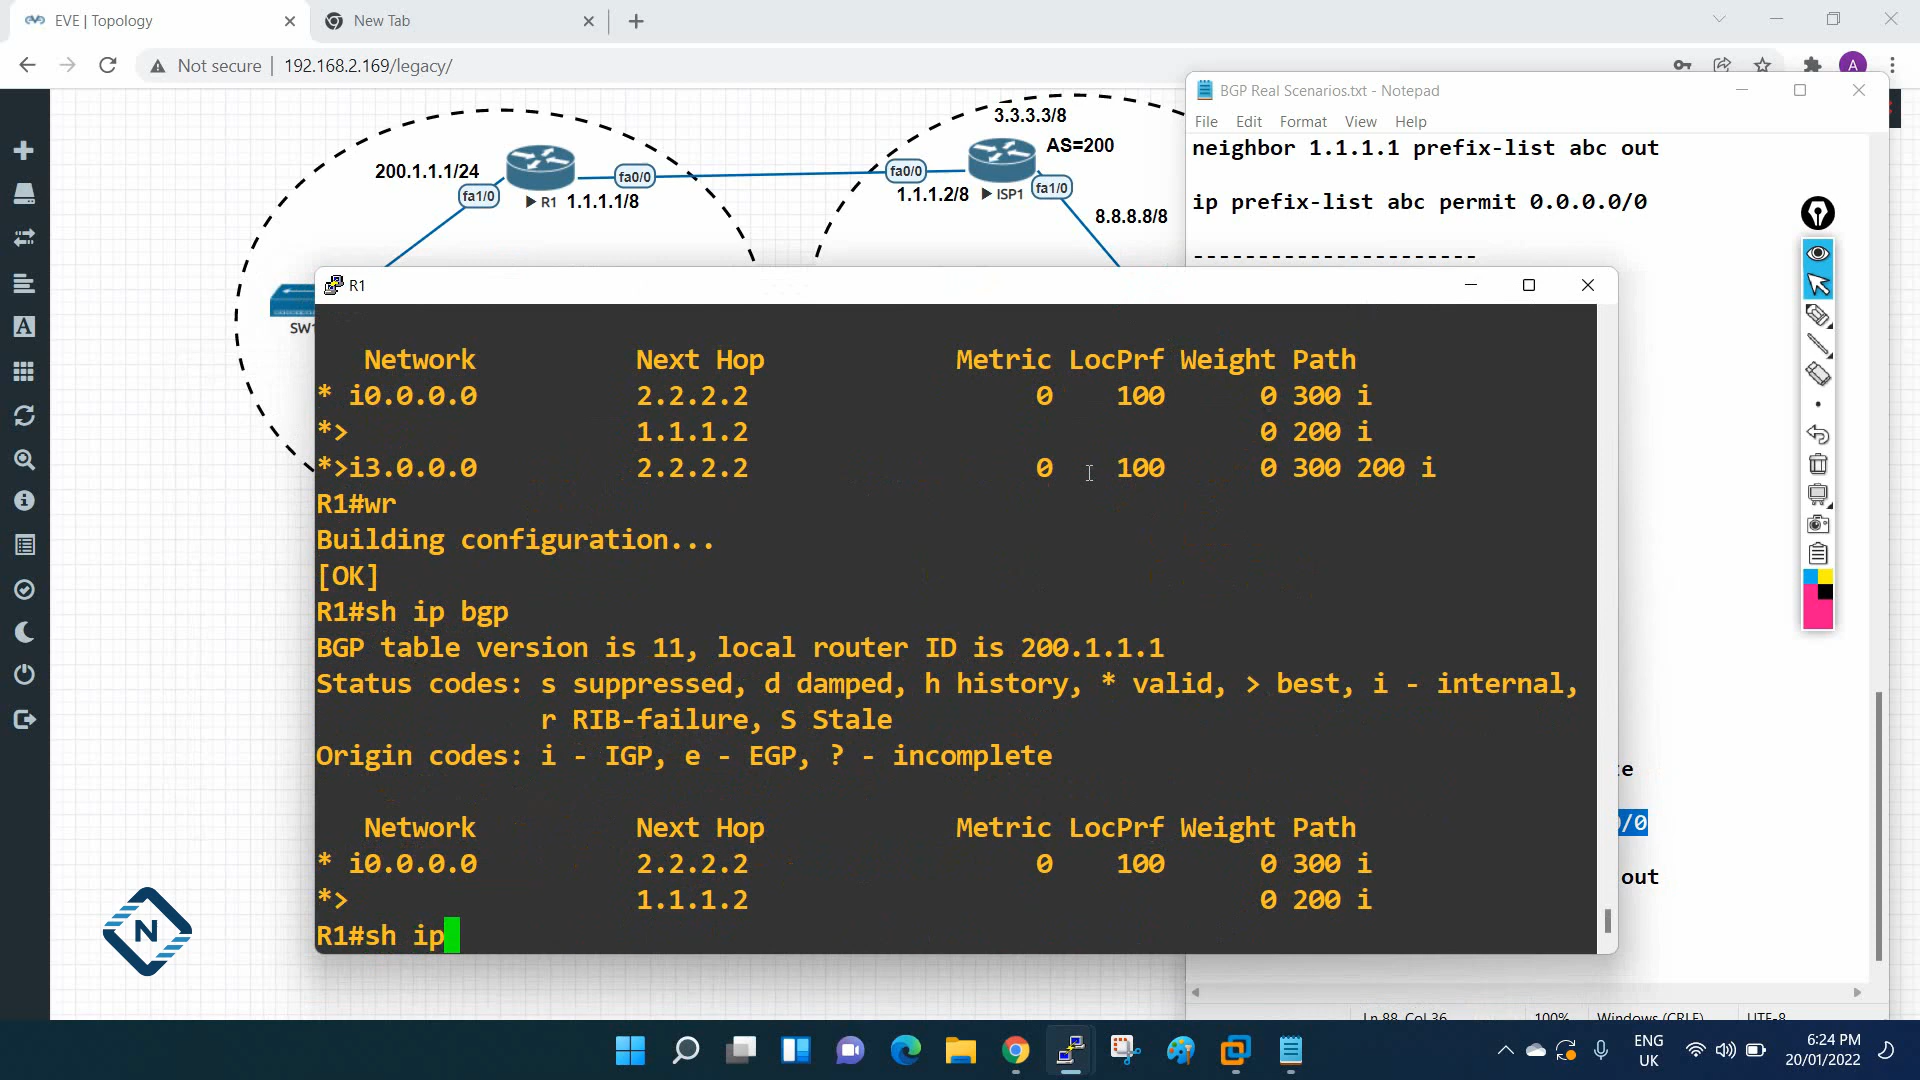 EVE | Topology
New Tab
Not secure
192.168.2.169/legacy/
A
BGP Real Scenarios.txt - Notepad
File Edit Format View Help
neighbor 1.1.1.1 prefix-list abc out
ip prefix-list abc permit 0.0.0.0/0
----------------------
3.3.3.3/8
AS=200
200.1.1.1/24
fa0/0
fa0/0
fa1/0
R1 1.1.1.1/8
1.1.1.2/8
ISP1
fa1/0
8.8.8.8/8
R1
Network Next Hop Metric LocPrf Weight Path
* i0.0.0.0 2.2.2.2 0 100 0 300 i
*> 1.1.1.2 0 200 i
*>i3.0.0.0 2.2.2.2 0 100 0 300 200 i
R1#wr
Building configuration...
[OK]
R1#sh ip bgp
BGP table version is 11, local router ID is 200.1.1.1
Status codes: s suppressed, d damped, h history, * valid, > best, i - internal,
r RIB-failure, S Stale
Origin codes: i - IGP, e - EGP, ? - incomplete
Network Next Hop Metric LocPrf Weight Path
* i0.0.0.0 2.2.2.2 0 100 0 300 i
*> 1.1.1.2 0 200 i
R1#sh ip
/0
out
N
Ln 88, Col 36 100% Windows (CRLF) UTF-8
ENG
UK
6:24 PM
20/01/2022